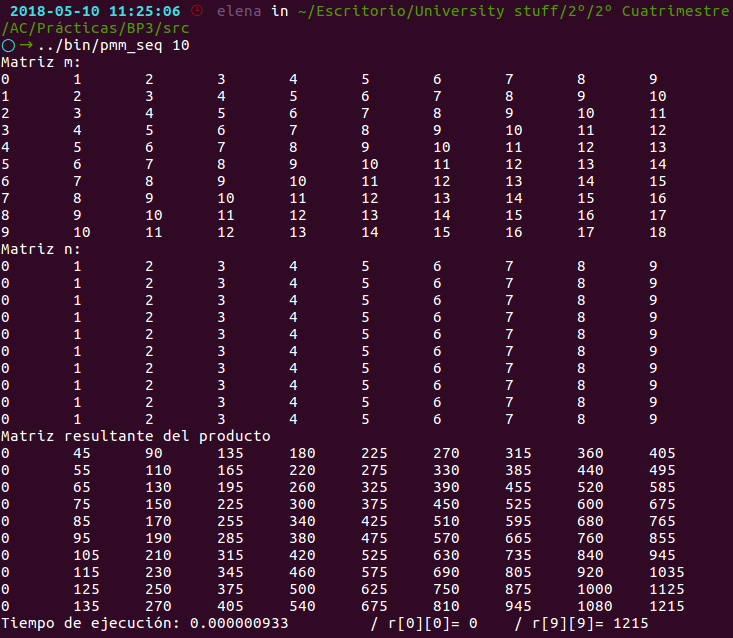 2018-05-10 11:25:06 elena in ~/Escritorio/University stuff/2º/2º Cuatrimestre
/AC/Prácticas/BP3/src
○ → ../bin/pmm_seq 10
Matriz m:
0 1 2 3 4 5 6 7 8 9
1 2 3 4 5 6 7 8 9 10
2 3 4 5 6 7 8 9 10 11
3 4 5 6 7 8 9 10 11 12
4 5 6 7 8 9 10 11 12 13
5 6 7 8 9 10 11 12 13 14
6 7 8 9 10 11 12 13 14 15
7 8 9 10 11 12 13 14 15 16
8 9 10 11 12 13 14 15 16 17
9 10 11 12 13 14 15 16 17 18
Matriz n:
0 1 2 3 4 5 6 7 8 9
0 1 2 3 4 5 6 7 8 9
0 1 2 3 4 5 6 7 8 9
0 1 2 3 4 5 6 7 8 9
0 1 2 3 4 5 6 7 8 9
0 1 2 3 4 5 6 7 8 9
0 1 2 3 4 5 6 7 8 9
0 1 2 3 4 5 6 7 8 9
0 1 2 3 4 5 6 7 8 9
0 1 2 3 4 5 6 7 8 9
Matriz resultante del producto
0 45 90 135 180 225 270 315 360 405
0 55 110 165 220 275 330 385 440 495
0 65 130 195 260 325 390 455 520 585
0 75 150 225 300 375 450 525 600 675
0 85 170 255 340 425 510 595 680 765
0 95 190 285 380 475 570 665 760 855
0 105 210 315 420 525 630 735 840 945
0 115 230 345 460 575 690 805 920 1035
0 125 250 375 500 625 750 875 1000 1125
0 135 270 405 540 675 810 945 1080 1215
Tiempo de ejecución: 0.000000933 / r[0][0]= 0 / r[9][9]= 1215